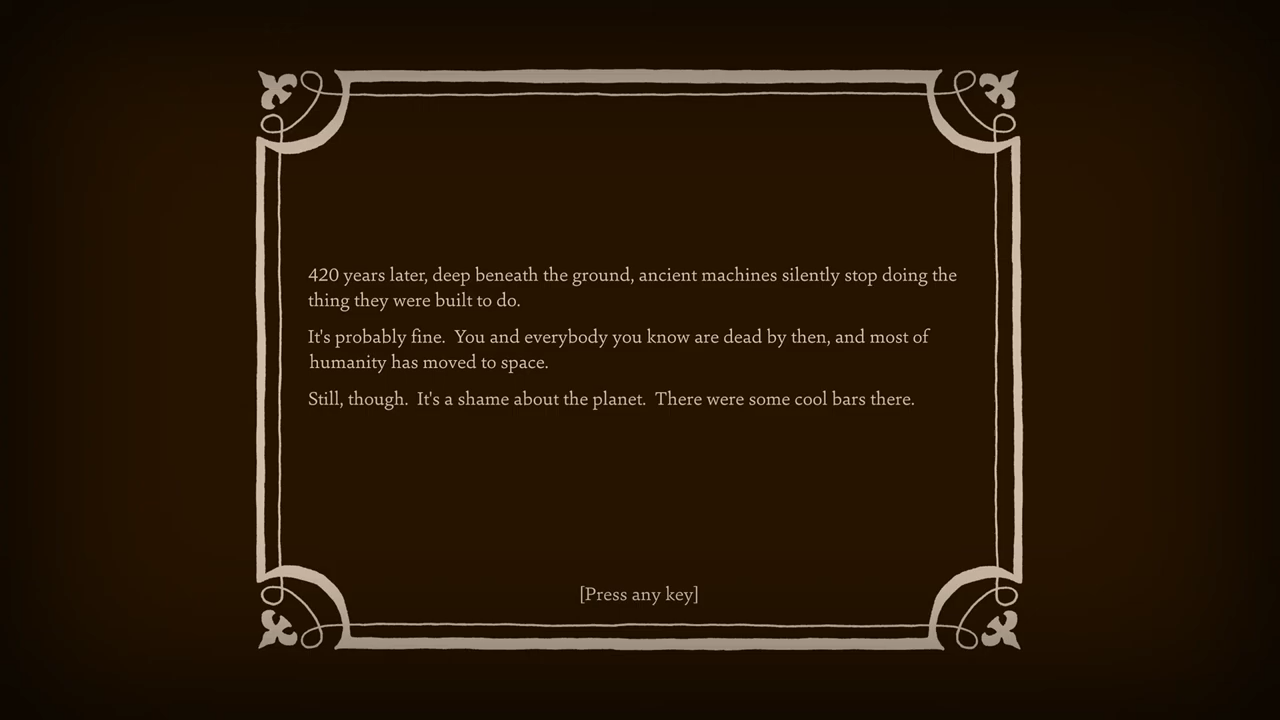 420 years later, deep beneath the ground, ancient machines silently stop doing the
thing they were built to do.
It's probably fine.  You and everybody you know are dead by then, and most of
humanity has moved to space.
Still, though.  It's a shame about the planet.  There were some cool bars there.
[Press any key]